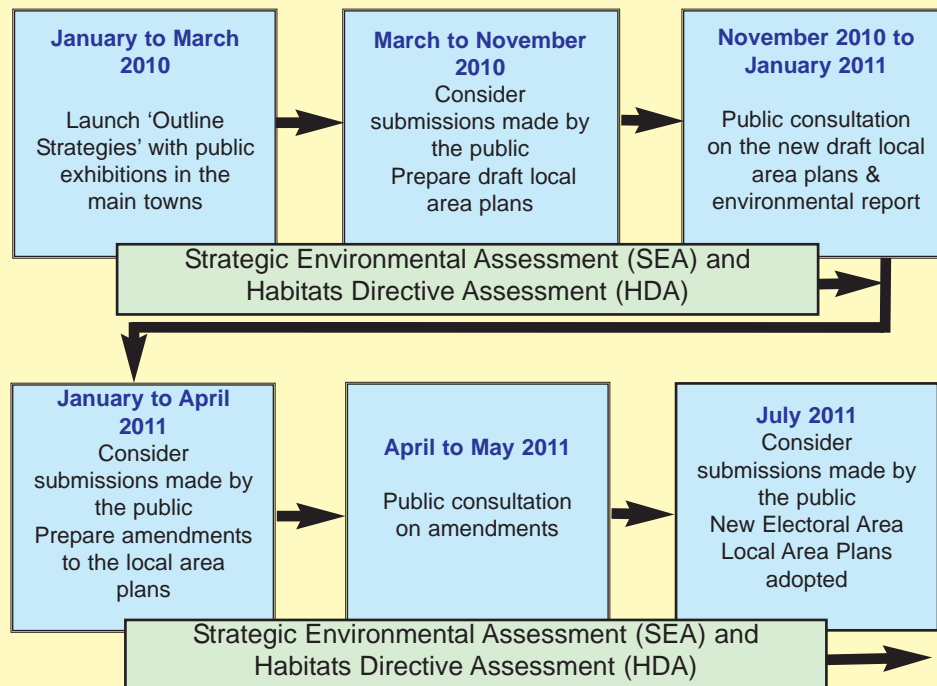 January to March
2010
Launch ‘Outline
Strategies’ with public
exhibitions in the
main towns
March to November
2010
Consider
submissions made by
the public
Prepare draft local
area plans
November 2010 to
January 2011
Public consultation
on the new draft local
area plans &
environmental report
Strategic Environmental Assessment (SEA) and
Habitats Directive Assessment (HDA)
January to April
2011
Consider
submissions made by
the public
Prepare amendments
to the local area
plans
April to May 2011
Public consultation
on amendments
July 2011
Consider
submissions made by
the public
New Electoral Area
Local Area Plans
adopted
Strategic Environmental Assessment (SEA) and
Habitats Directive Assessment (HDA)